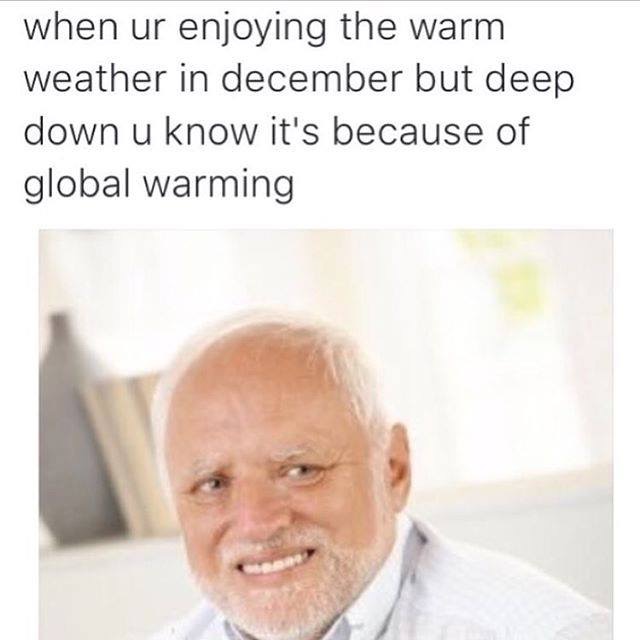 when ur enjoying the warm
weather in december but deep
down u know it's because of
global warming